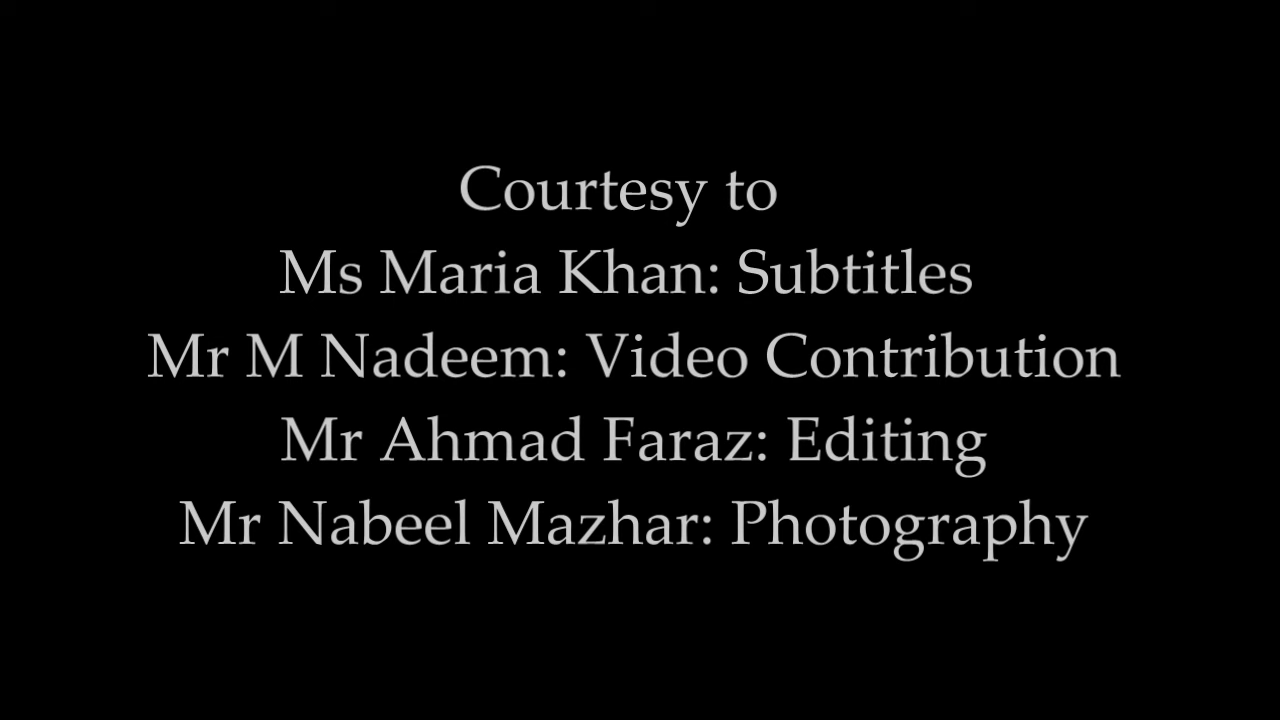 Courtesy to
Ms Maria Khan: Subtitles
Mr M Nadeem: Video Contribution
Mr Ahmad Faraz: Editing
Mr Nabeel Mazhar: Photography